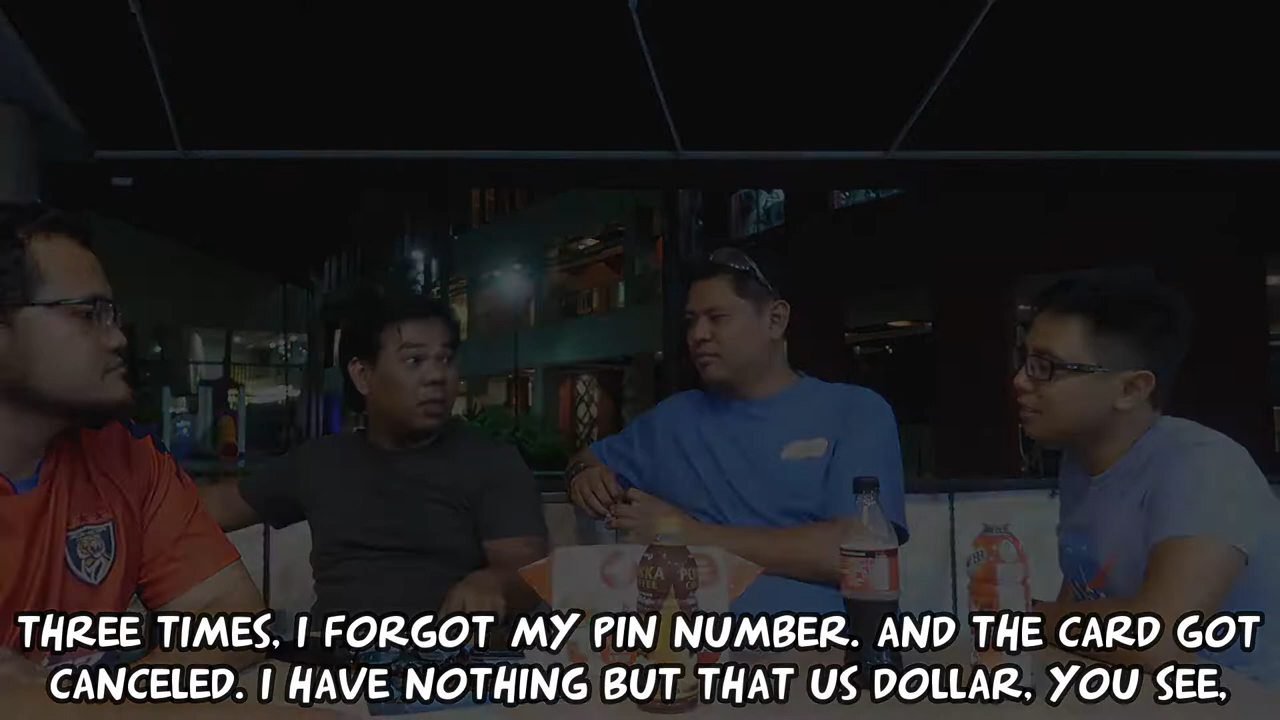 THREE TIMES, I FORGOT MY PIN NUMBER. AND THE CARD GOT
CANCELED. I HAVE NOTHING BUT THAT US DOLLAR, YOU SEE,